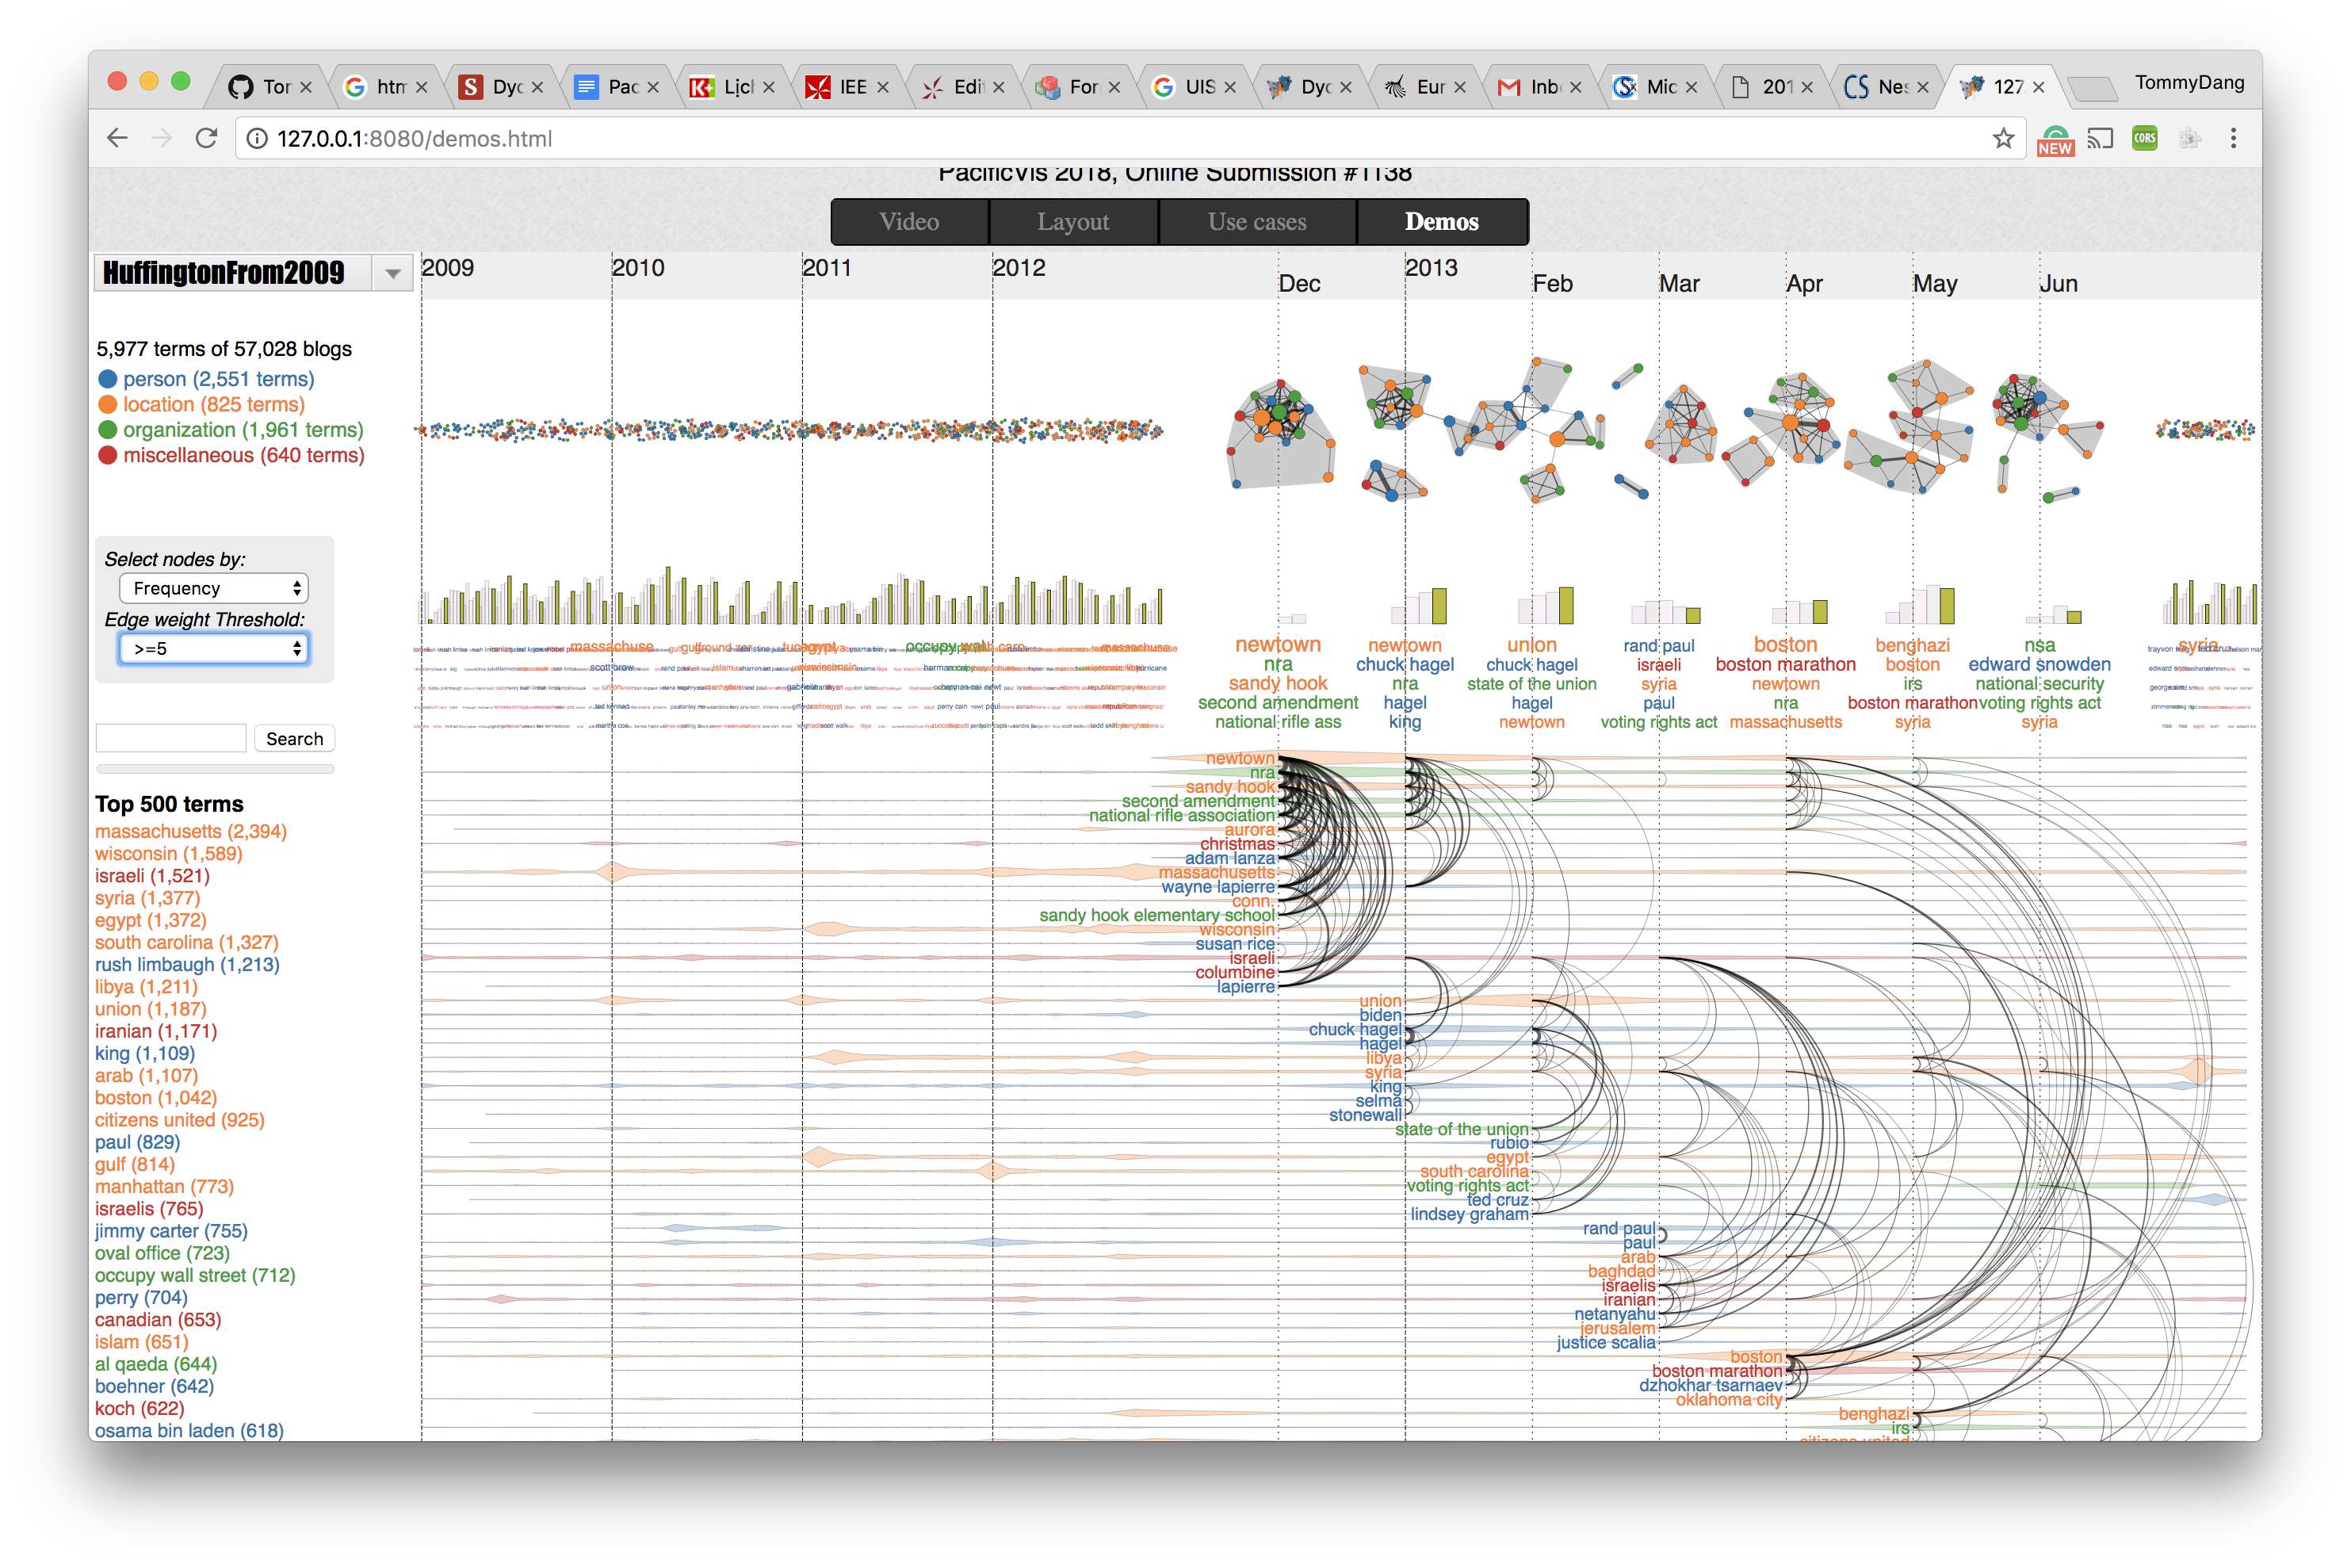 Tor
htm
Dyc
Pac
Lịcl
IEE
Edit
For
UIS
Dyc
Eur
Inb
Mic
201
Nes
127.
TommyDang
127.0.0.1:8080/demos.html
NEW
CORS
PacificVis 2018, Online Submission #1138
Video Layout Use cases Demos
HuffingtonFrom2009
2009 2010 2011 2012 Dec 2013 Feb Mar Apr May Jun
5,977 terms of 57,028 blogs
person (2,551 terms)
location (825 terms)
organization (1,961 terms)
miscellaneous (640 terms)
Select nodes by:
Frequency
Edge weight Threshold:
>=5
Search
newtown newtown union rand paul boston benghazi nsa syria
nra chuck hagel chuck hagel israeli boston marathon boston edward snowden
sandy hook nra state of the union syria newtown irs national security
second amendment hagel hagel paul nra boston marathon voting rights act
national rifle ass king newtown voting rights act massachusetts syria syria
Top 500 terms
massachusetts (2,394)
wisconsin (1,589)
israeli (1,521)
syria (1,377)
egypt (1,372)
south carolina (1,327)
rush limbaugh (1,213)
libya (1,211)
union (1,187)
iranian (1,171)
king (1,109)
arab (1,107)
boston (1,042)
citizens united (925)
paul (829)
gulf (814)
manhattan (773)
israelis (765)
jimmy carter (755)
oval office (723)
occupy wall street (712)
perry (704)
canadian (653)
islam (651)
al qaeda (644)
boehner (642)
koch (622)
osama bin laden (618)
newtown
nra
sandy hook
second amendment
national rifle association
aurora
christmas
adam lanza
massachusetts
wayne lapierre
conn.
sandy hook elementary school
wisconsin
susan rice
israeli
columbine
lapierre
union
biden
chuck hagel
hagel
libya
syria
king
selma
stonewall
state of the union
rubio
egypt
south carolina
voting rights act
ted cruz
lindsey graham
rand paul
paul
arab
baghdad
israelis
iranian
netanyahu
jerusalem
justice scalia
boston
boston marathon
dzhokhar tsarnaev
oklahoma city
benghazi
irs
citizens united